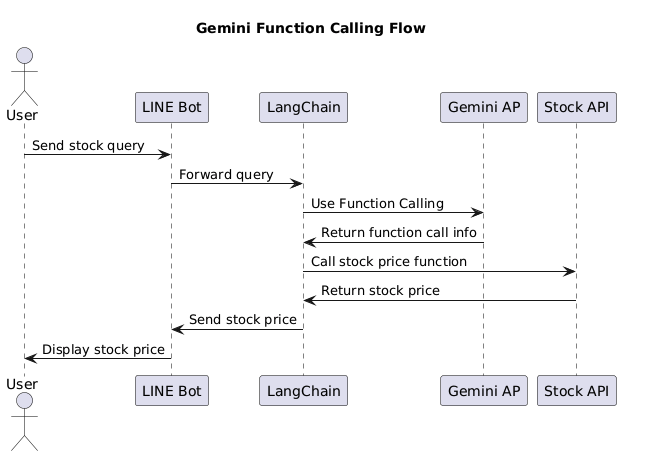 Gemini Function Calling Flow
User
LINE Bot
LangChain
Gemini AP
Stock API
Send stock query
Forward query
Use Function Calling
Return function call info
Call stock price function
Return stock price
Send stock price
Display stock price
User
LINE Bot
LangChain
Gemini AP
Stock API